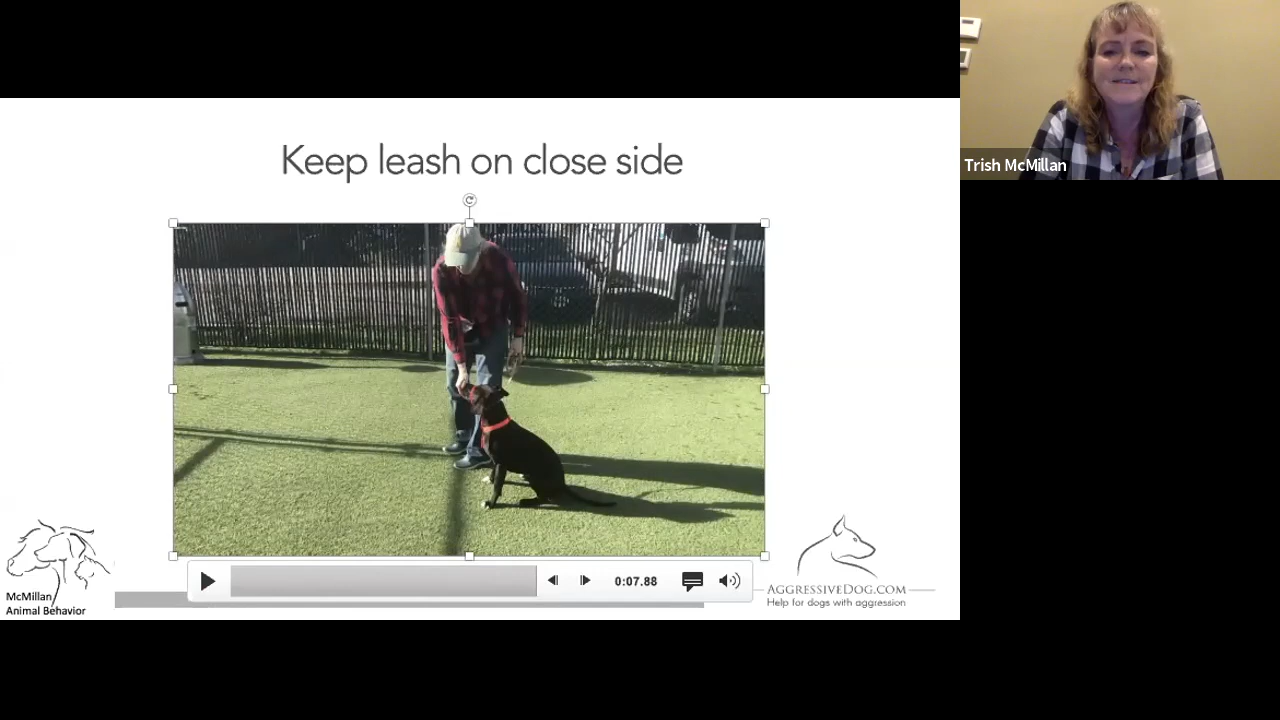 Trish McMillan
Keep leash on close side
0:07.88
McMillan
Animal Behavior
AGGRESSIVEDOG.COM
Help for dogs with aggression